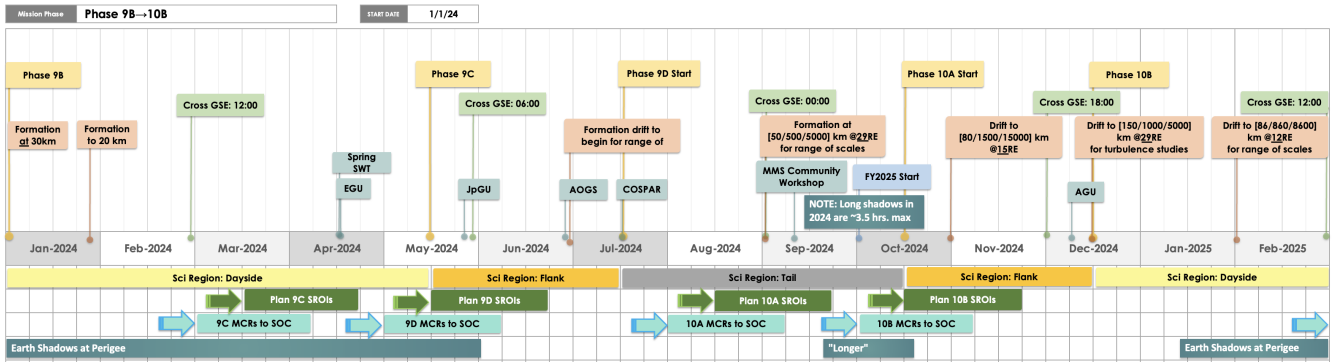 Mission Phase
Phase 9B→10B
START DATE
1/1/24
Phase 9B
Phase 9C
Phase 9D Start
Phase 10A Start
Phase 10B
Cross GSE: 12:00
Cross GSE: 06:00
Cross GSE: 00:00
Cross GSE: 18:00
Cross GSE: 12:00
Formation
at 30km
Formation
to 20 km
Formation drift to
begin for range of
Formation at
[50/500/5000] km @29RE
for range of scales
Drift to
[80/1500/15000] km
@15RE
Drift to [150/1000/5000]
km @29RE
for turbulence studies
Drift to [86/860/8600]
km @12RE
for range of scales
Spring
SWT
EGU
JpGU
AOGS
COSPAR
MMS Community
Workshop
FY2025 Start
AGU
NOTE: Long shadows in
2024 are ~3.5 hrs. max
Jan-2024
Feb-2024
Mar-2024
Apr-2024
May-2024
Jun-2024
Jul-2024
Aug-2024
Sep-2024
Oct-2024
Nov-2024
Dec-2024
Jan-2025
Feb-2025
Sci Region: Dayside
Sci Region: Flank
Sci Region: Tail
Sci Region: Flank
Sci Region: Dayside
Plan 9C SROIs
Plan 9D SROIs
Plan 10A SROIs
Plan 10B SROIs
9C MCRs to SOC
9D MCRs to SOC
10A MCRs to SOC
10B MCRs to SOC
Earth Shadows at Perigee
"Longer"
Earth Shadows at Perigee